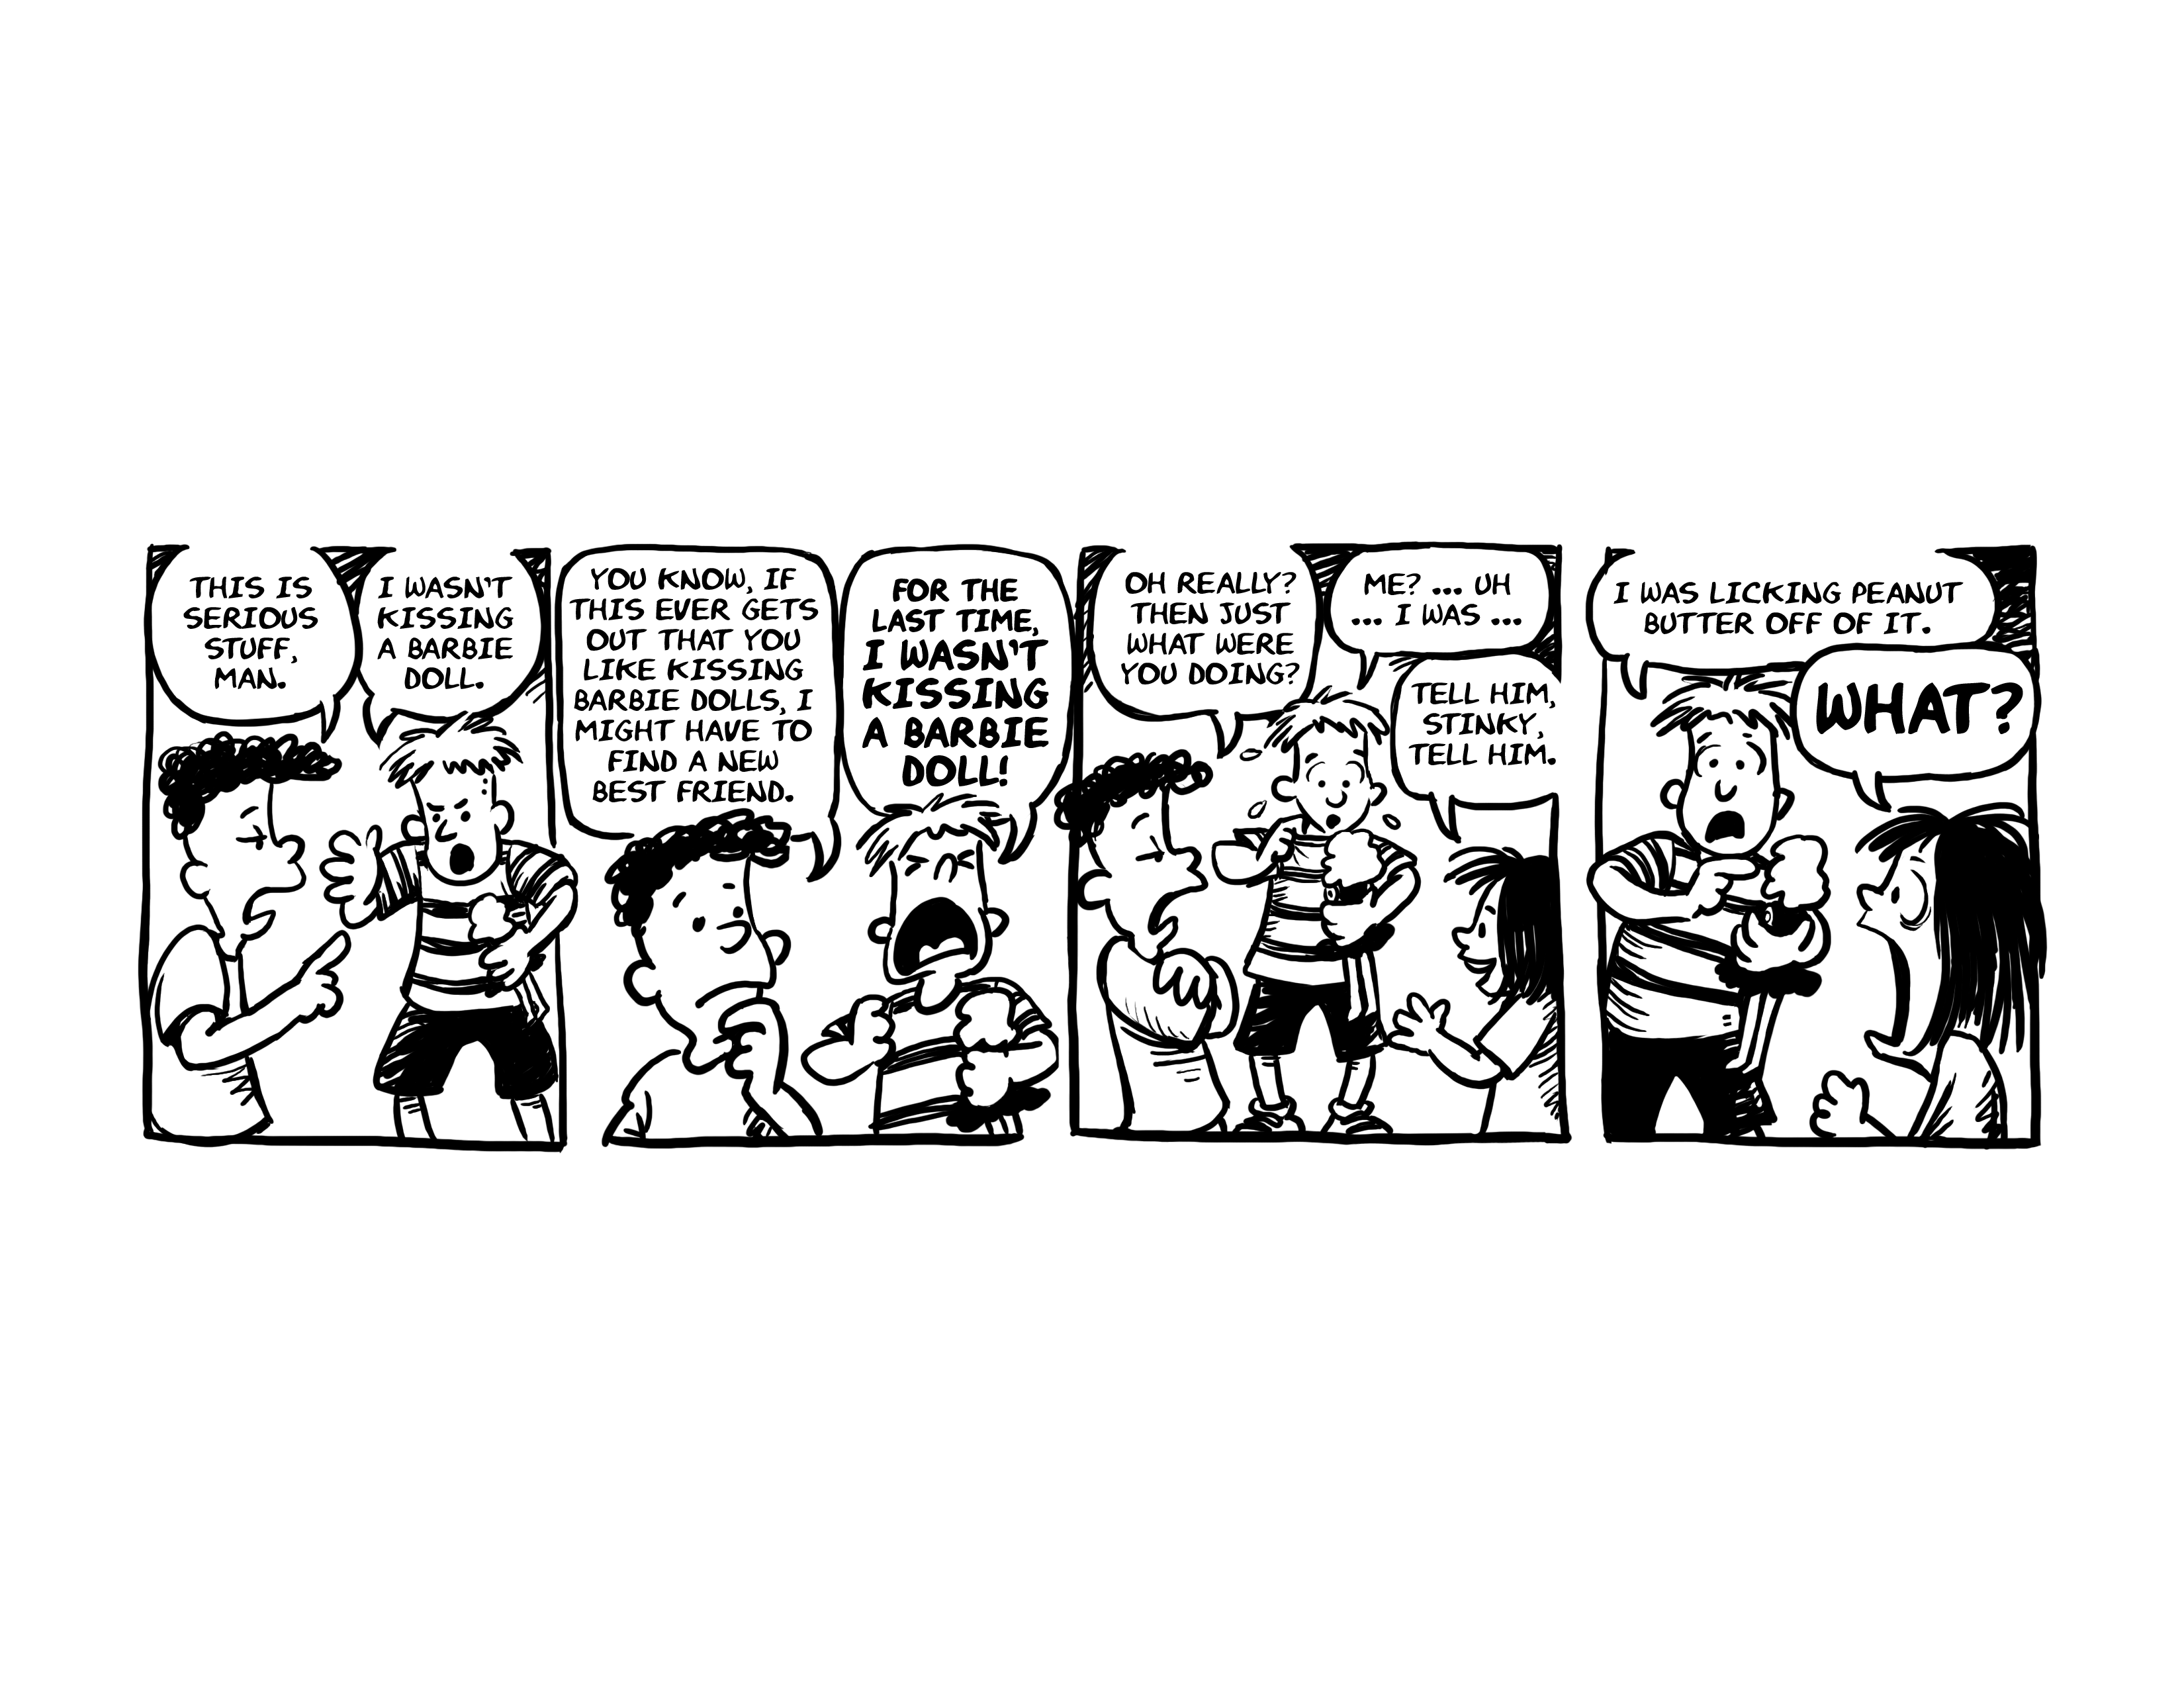 THIS IS
SERIOUS
STUFF,
MAN.
I WASN'T
KISSING
A BARBIE
DOLL.
YOU KNOW, IF
THIS EVER GETS
OUT THAT YOU
LIKE KISSING
BARBIE DOLLS, I
MIGHT HAVE TO
FIND A NEW
BEST FRIEND.
FOR THE
LAST TIME,
I WASN'T
KISSING
A BARBIE
DOLL!
OH REALLY?
THEN JUST
WHAT WERE
YOU DOING?
ME? ... UH
... I WAS ...
TELL HIM,
STINKY,
TELL HIM.
I WAS LICKING PEANUT
BUTTER OFF OF IT.
WHAT?